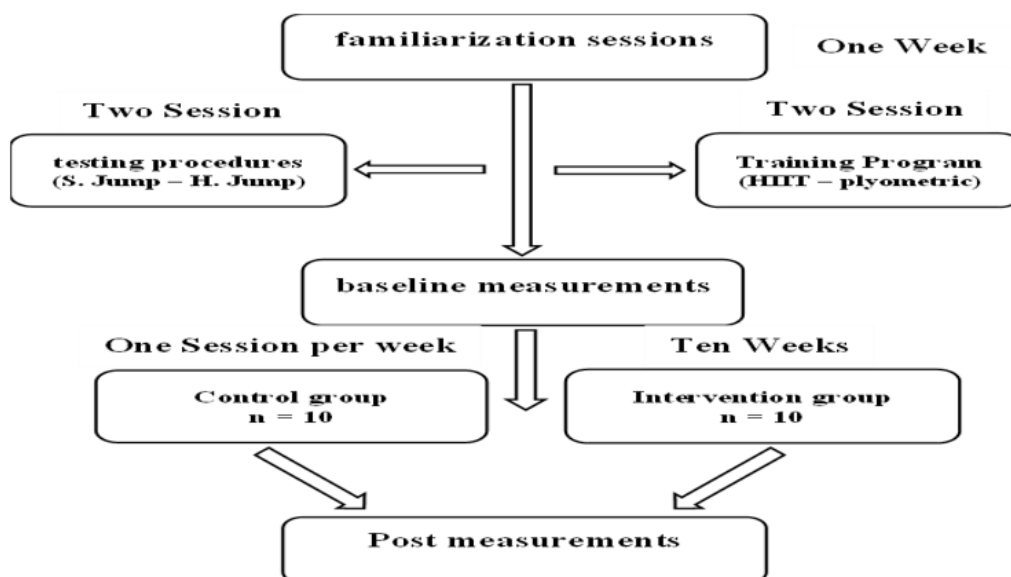 familiarization sessions
One Week
Two Session
Two Session
testing procedures
(S. Jump – H. Jump)
Training Program
(HIIT – plyometric)
baseline measurements
One Session per week
Ten Weeks
Control group
n = 10
Intervention group
n = 10
Post measurements